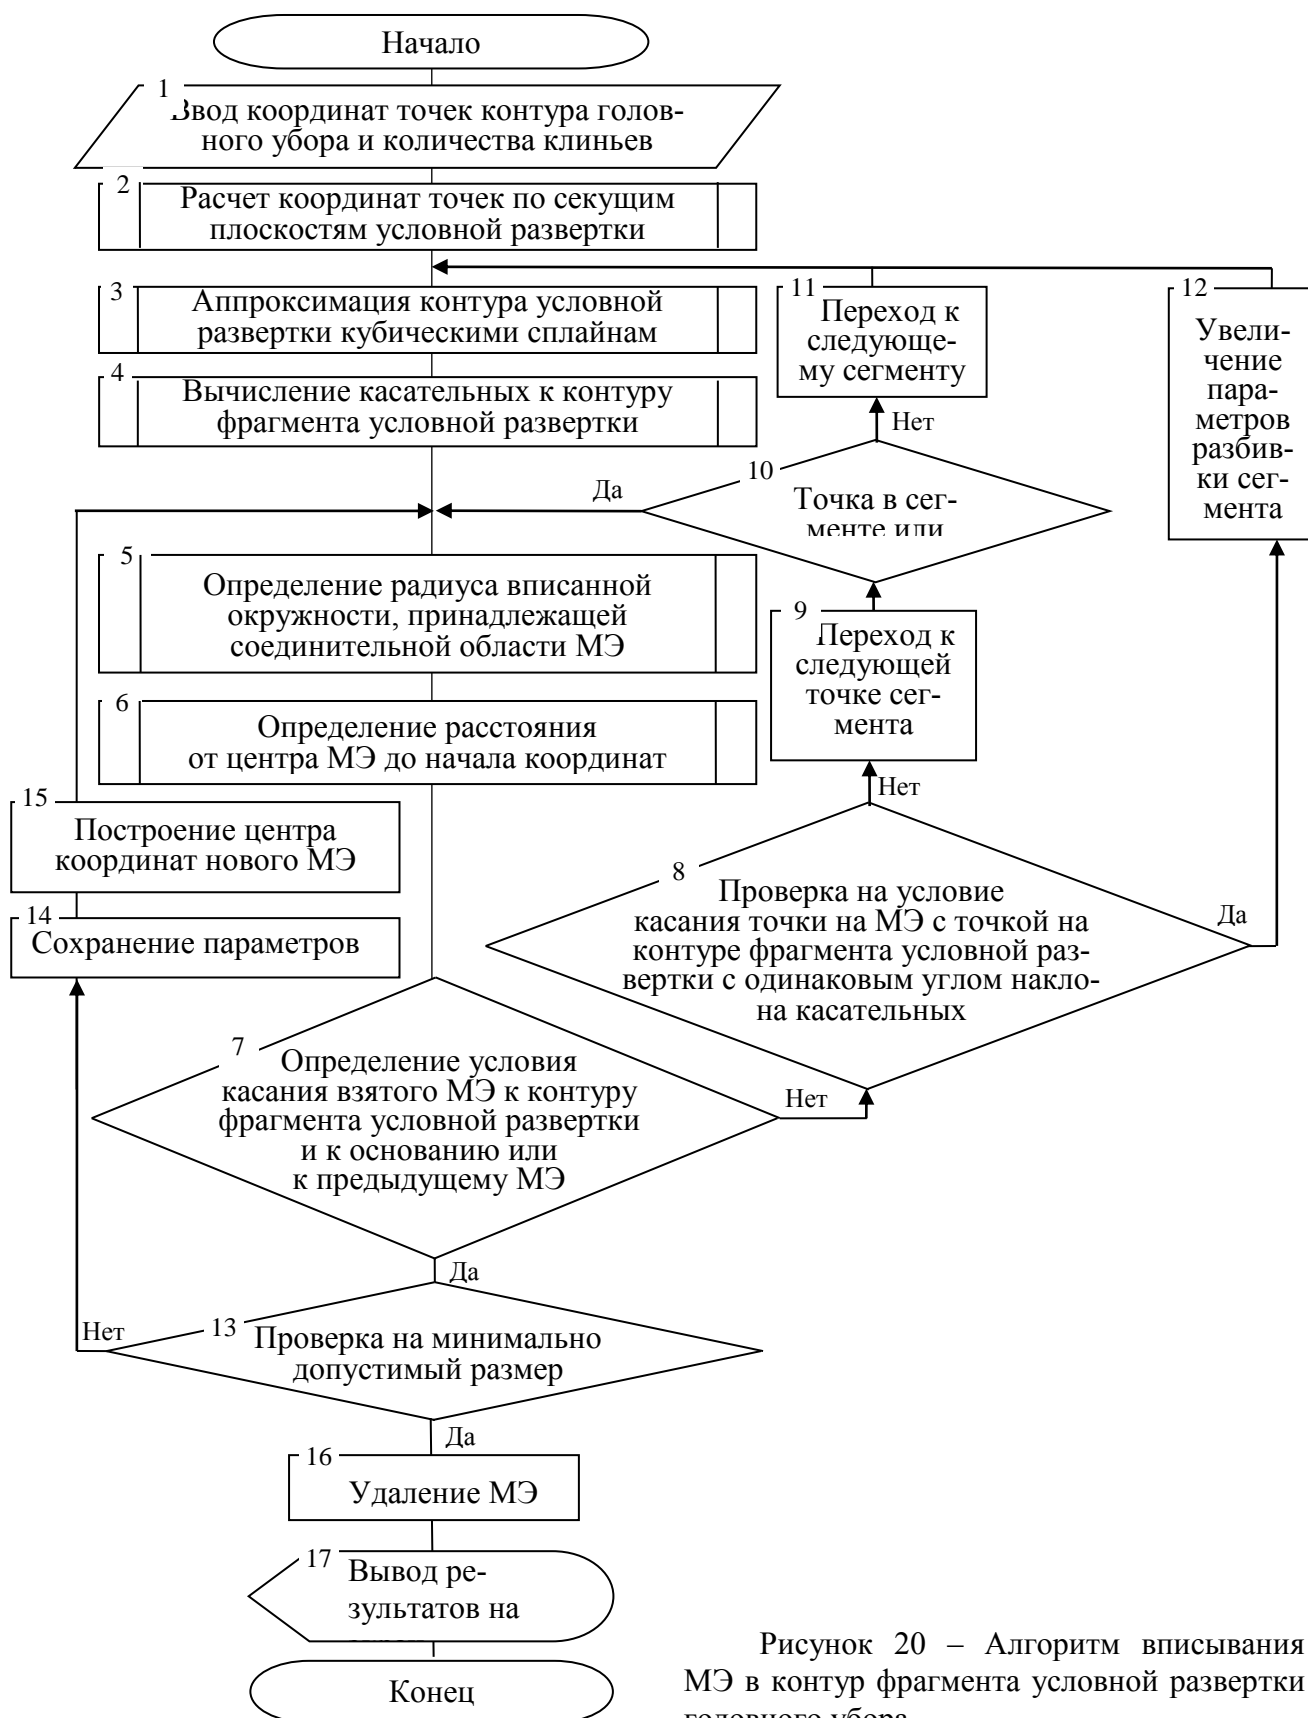 Начало
1
Ввод координат точек контура голов-
ного убора и количества клиньев
2
Расчет координат точек по секущим
плоскостям условной развертки
3
Аппроксимация контура условной
развертки кубическими сплайнам
4
Вычисление касательных к контуру
фрагмента условной развертки
11
Переход к
следующе-
му сегменту
12
Увели-
чение
пара-
метров
разбив-
ки сег-
мента
Нет
10
Да
Точка в сег-
менте или
5
Определение радиуса вписанной
окружности, принадлежащей
соединительной области МЭ
9
Переход к
следующей
точке сег-
мента
6
Определение расстояния
от центра МЭ до начала координат
Нет
15
Построение центра
координат нового МЭ
8
Проверка на условие
касания точки на МЭ с точкой на
контуре фрагмента условной раз-
вертки с одинаковым углом накло-
на касательных
Да
14
Сохранение параметров
7
Определение условия
касания взятого МЭ к контуру
фрагмента условной развертки
и к основанию или
к предыдущему МЭ
Нет
Да
Нет
13
Проверка на минимально
допустимый размер
Да
16
Удаление МЭ
17
Вывод ре-
зультатов на
Конец
Рисунок 20 – Алгоритм вписывания
МЭ в контур фрагмента условной развертки
головного убора